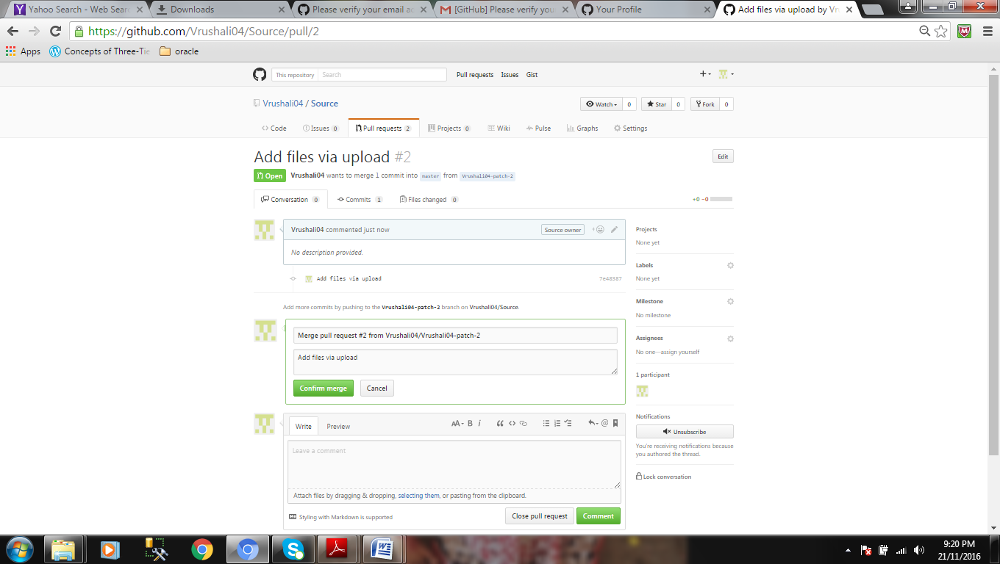 Yahoo Search - Web Sear
Downloads
Please verify your email ad
[GitHub] Please verify you
Your Profile
Add files via upload by Vr
https://github.com/Vrushali04/Source/pull/2
Apps
Concepts of Three-Tie
oracle
This repository
Search
Pull requests
Issues
Gist
Vrushali04 / Source
Watch
0
Star
0
Fork
0
Code
Issues 0
Pull requests 2
Projects 0
Wiki
Pulse
Graphs
Settings
Add files via upload #2
Edit
Open
Vrushali04 wants to merge 1 commit into master from Vrushali04-patch-2
Conversation 0
Commits 1
Files changed 0
+0 −0
Vrushali04 commented just now
Source owner
No description provided.
Add files via upload
7e48387
Add more commits by pushing to the Vrushali04-patch-2 branch on Vrushali04/Source.
Merge pull request #2 from Vrushali04/Vrushali04-patch-2
Add files via upload
Confirm merge
Cancel
Write
Preview
AA
B
i
Leave a comment
Attach files by dragging & dropping, selecting them, or pasting from the clipboard.
Styling with Markdown is supported
Close pull request
Comment
Projects
None yet
Labels
None yet
Milestone
No milestone
Assignees
No one—assign yourself
1 participant
Notifications
Unsubscribe
You're receiving notifications because
you authored the thread.
Lock conversation
9:20 PM
21/11/2016